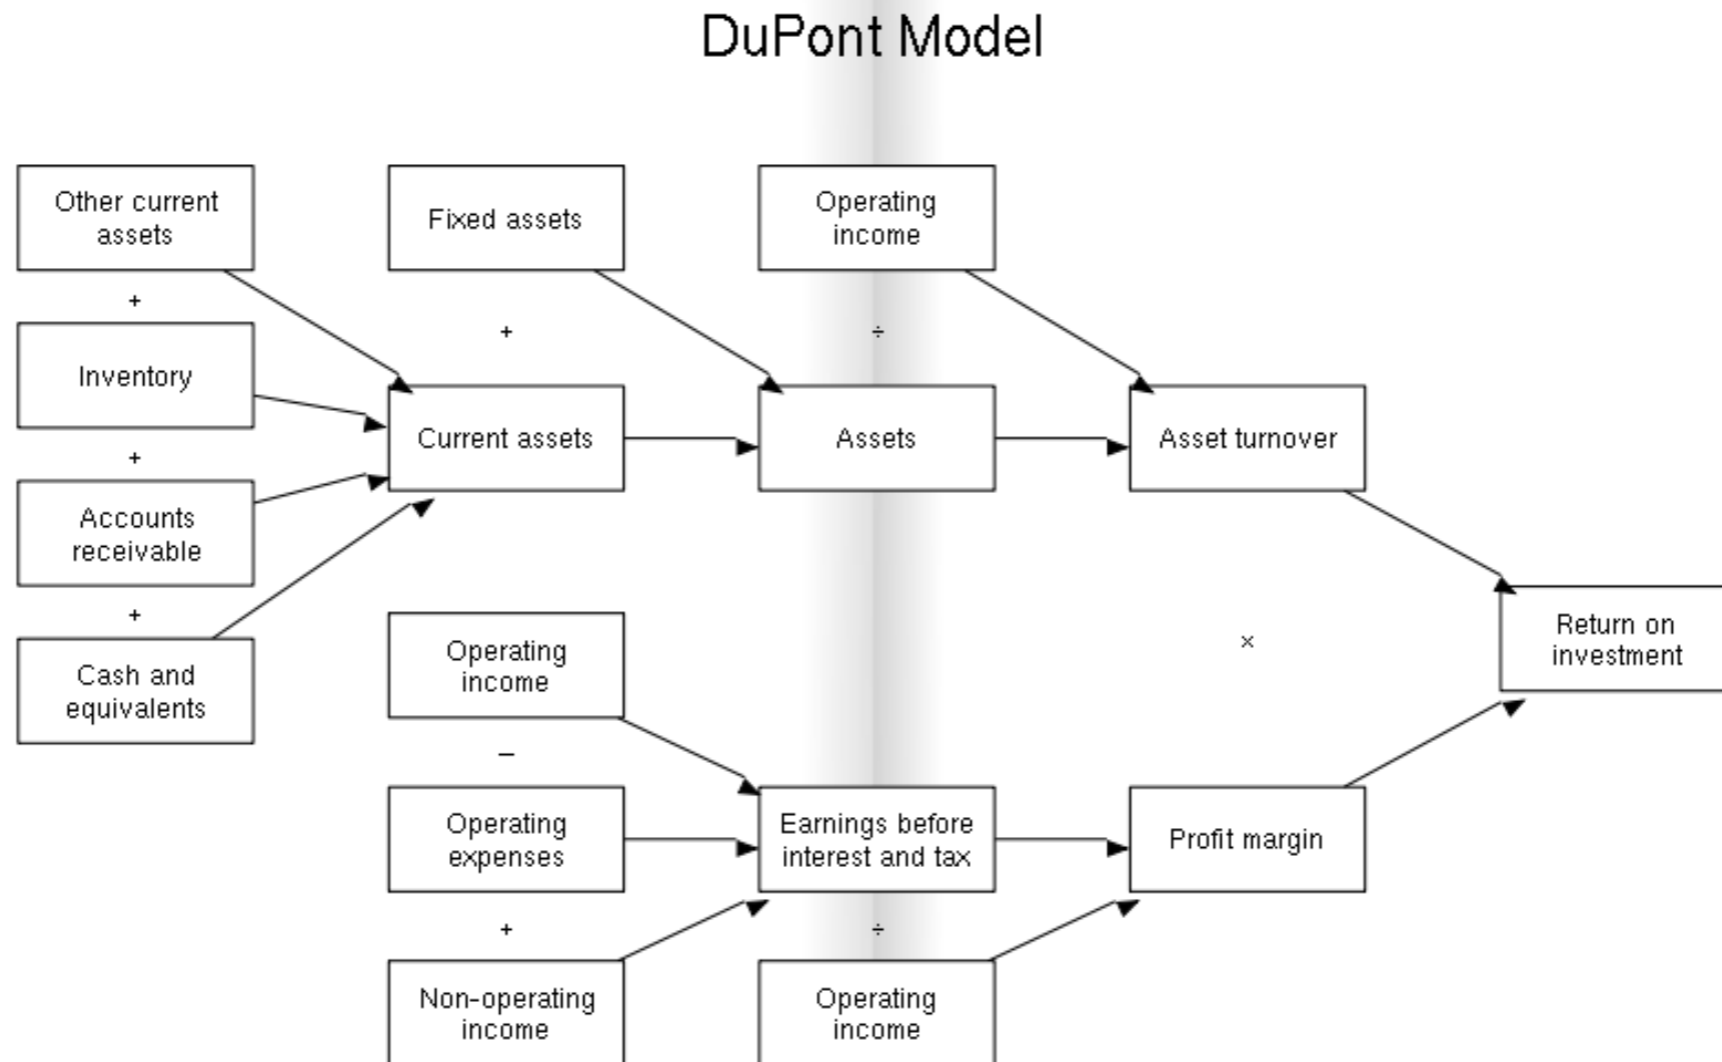 DuPont Model
Other current
assets
+
Inventory
+
Accounts
receivable
+
Cash and
equivalents
Fixed assets
+
Current assets
Operating
income
÷
Assets
Asset turnover
Operating
income
–
Operating
expenses
+
Non-operating
income
Earnings before
interest and tax
÷
Operating
income
Profit margin
×
Return on
investment